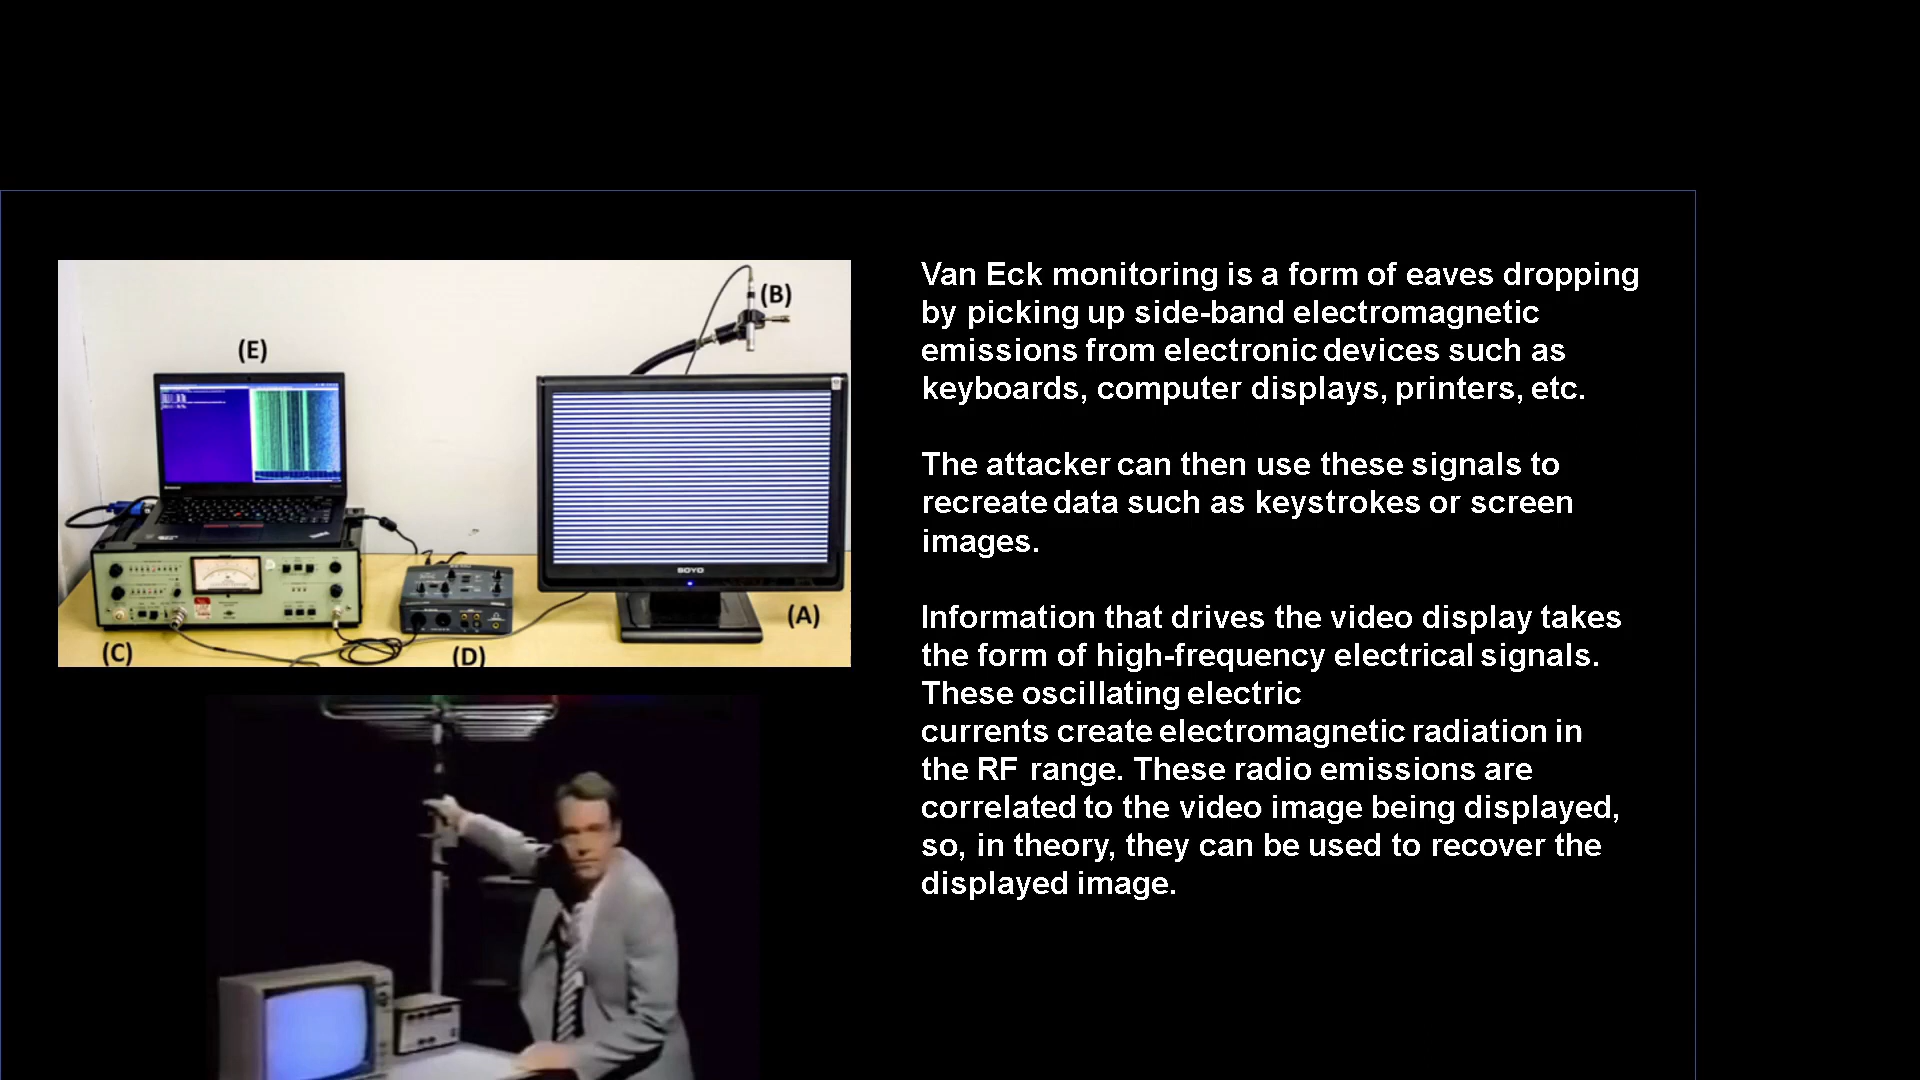 (B)
(E)
SOYO
(A)
(C)
(D)
Van Eck monitoring is a form of eaves dropping
by picking up side-band electromagnetic
emissions from electronic devices such as
keyboards, computer displays, printers, etc.
The attacker can then use these signals to
recreate data such as keystrokes or screen
images.
Information that drives the video display takes
the form of high-frequency electrical signals.
These oscillating electric
currents create electromagnetic radiation in
the RF range. These radio emissions are
correlated to the video image being displayed,
so, in theory, they can be used to recover the
displayed image.